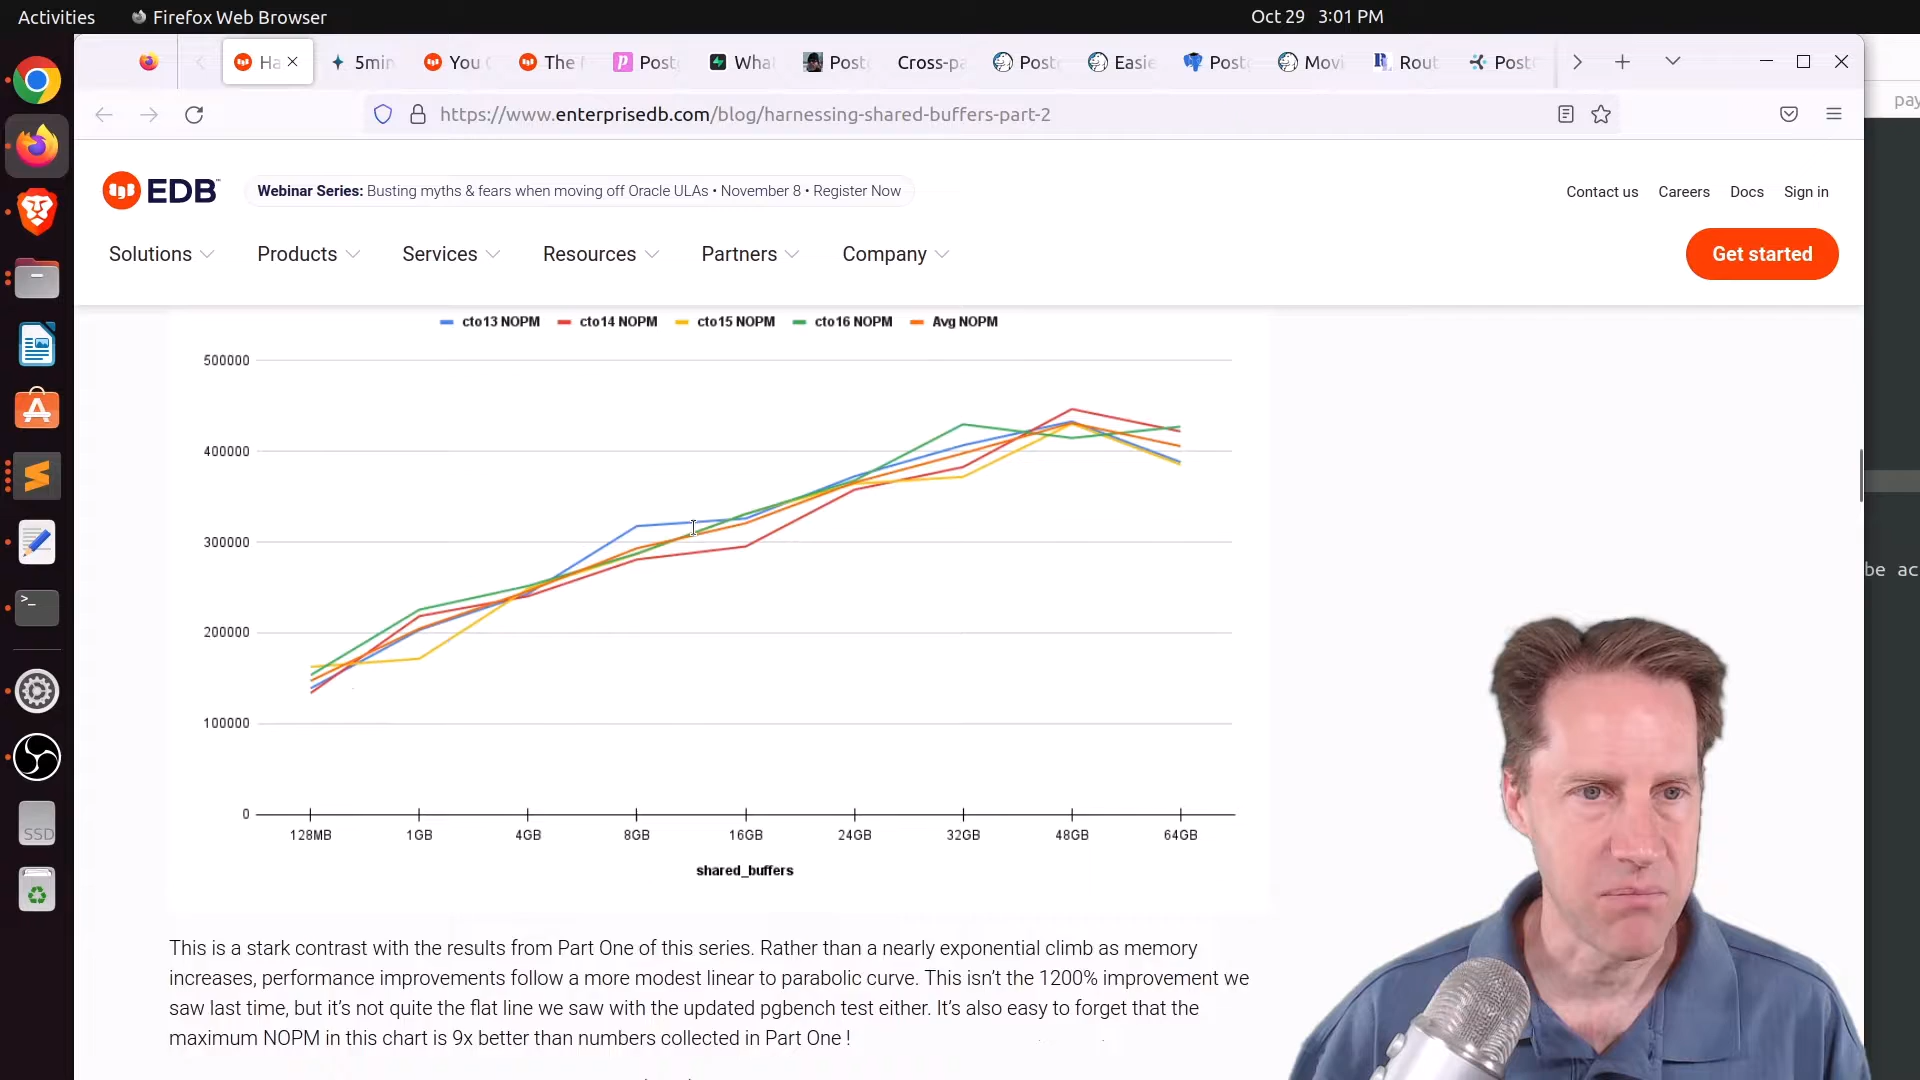 Activities
Firefox Web Browser
Oct 29 3:01 PM
Ha
5min
You
The
Post
What
Post
Cross-pa
Post
Easie
Post
Movi
Rout
Post
https://www.enterprisedb.com/blog/harnessing-shared-buffers-part-2
pay
EDB
Webinar Series: Busting myths & fears when moving off Oracle ULAs • November 8 • Register Now
Contact us
Careers
Docs
Sign in
Solutions
Products
Services
Resources
Partners
Company
Get started
cto13 NOPM
cto14 NOPM
cto15 NOPM
cto16 NOPM
Avg NOPM
500000
400000
300000
200000
100000
0
128MB
1GB
4GB
8GB
16GB
24GB
32GB
48GB
64GB
shared_buffers
be ac
SSD
This is a stark contrast with the results from Part One of this series. Rather than a nearly exponential climb as memory
increases, performance improvements follow a more modest linear to parabolic curve. This isn’t the 1200% improvement we
saw last time, but it’s not quite the flat line we saw with the updated pgbench test either. It’s also easy to forget that the
maximum NOPM in this chart is 9x better than numbers collected in Part One !